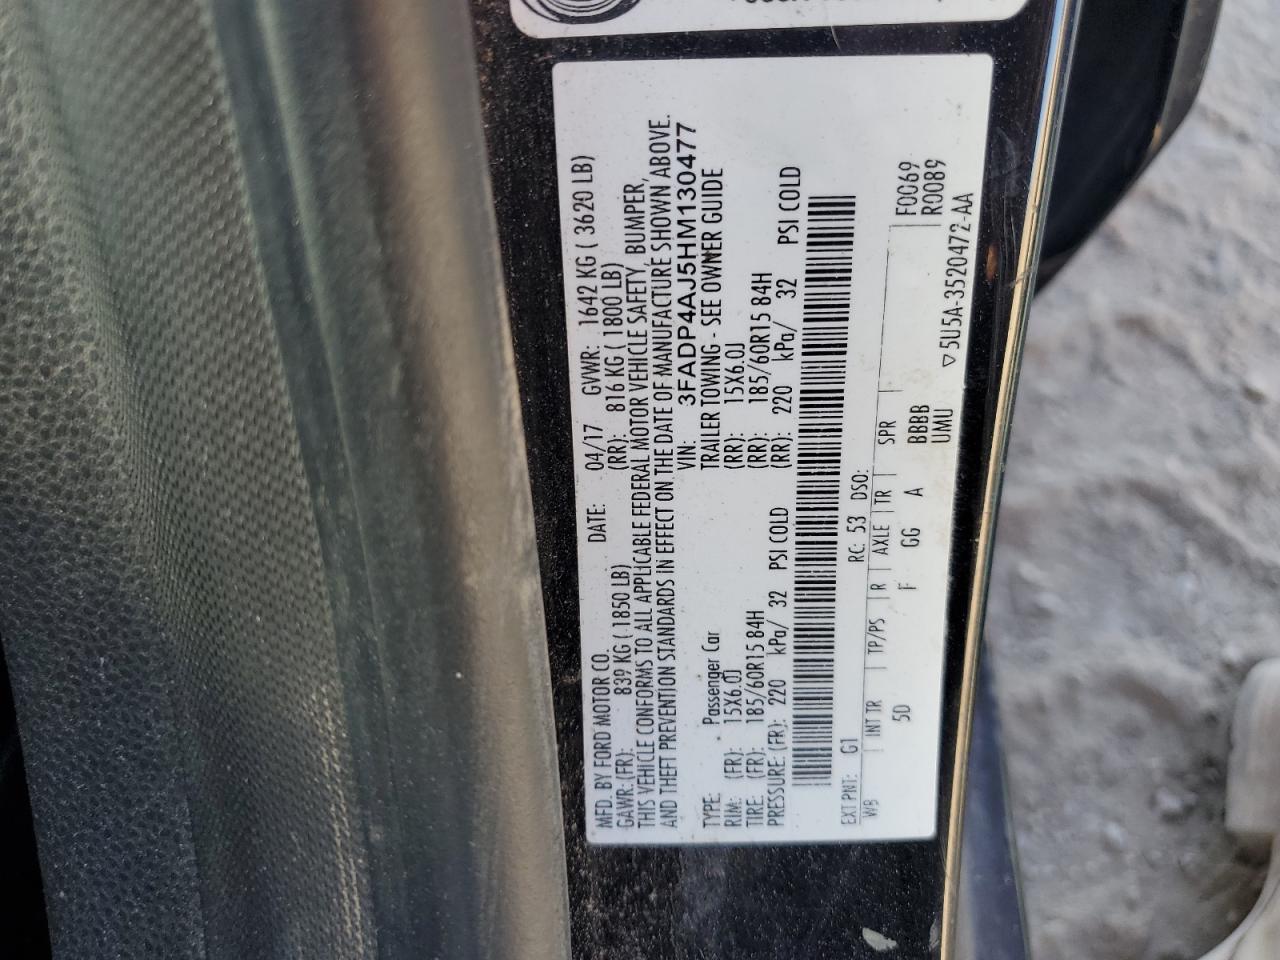 MFD. BY FORD MOTOR CO. DATE: 04/17 GVWR: 1642 KG ( 3620 LB)
GAWR: (FR): 839 KG ( 1850 LB) (RR): 816 KG ( 1800 LB)
THIS VEHICLE CONFORMS TO ALL APPLICABLE FEDERAL MOTOR VEHICLE SAFETY, BUMPER,
AND THEFT PREVENTION STANDARDS IN EFFECT ON THE DATE OF MANUFACTURE SHOWN ABOVE.
VIN: 3FADP4AJ5HM130477
TYPE: Passenger Car TRAILER TOWING - SEE OWNER GUIDE
RIM: (FR): 15X6.0J (RR): 15X6.0J
TIRE: (FR): 185/60R15 84H (RR): 185/60R15 84H
PRESSURE: (FR): 220 kPa/ 32 PSI COLD (RR): 220 kPa/ 32 PSI COLD
EXT PNT: G1 RC: 53 DSO:
WB INT TR TP/PS R AXLE TR SPR F0069
5D F GG A BBBB R0089
UMU
▽5U5A-3520472-AA